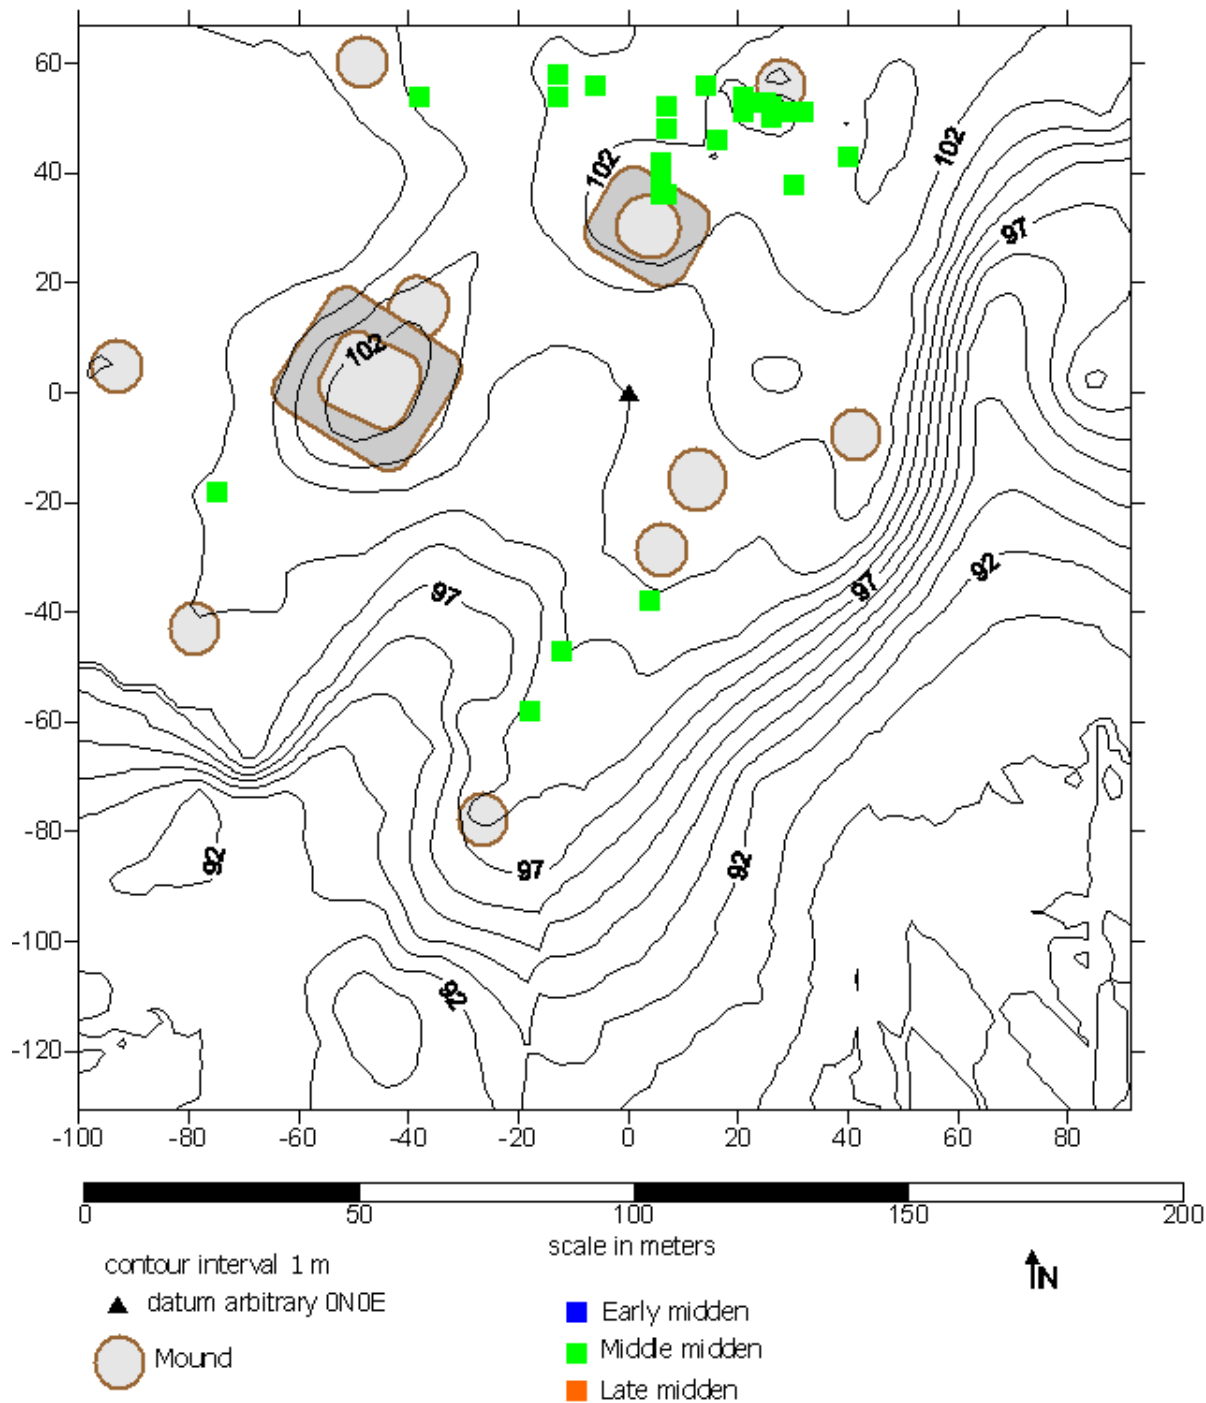 60
40
20
0
-20
-40
-60
-80
-100
-120
102
102
102
97
97
97
92
92
97
92
92
-100 -80 -60 -40 -20 0 20 40 60 80
0 50 100 150 200
scale in meters
contour interval 1 m
datum arbitrary 0N0E
Mound
N
Early midden
Middle midden
Late midden